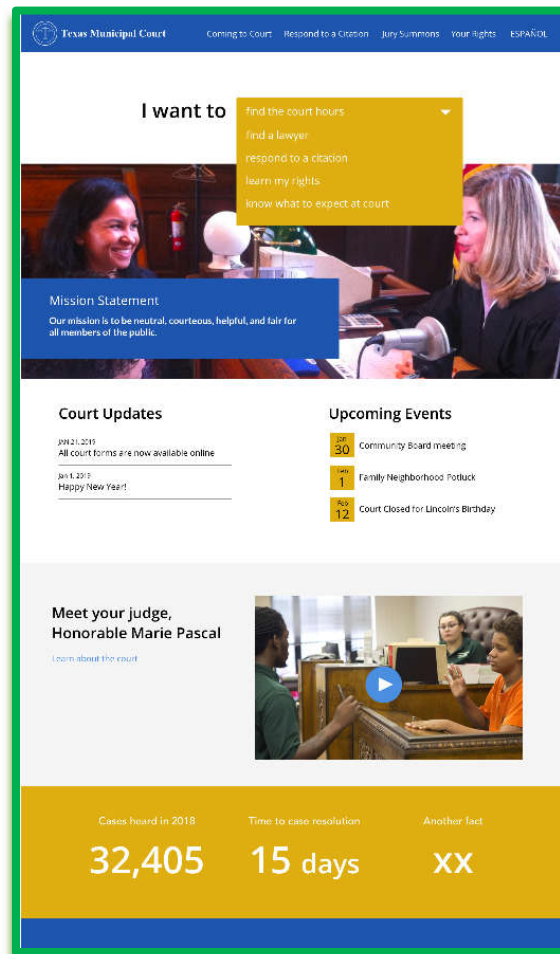 Texas Municipal Court
Coming to Court Respond to a Citation Jury Summons Your Rights ESPAÑOL
I want to
find the court hours
find a lawyer
respond to a citation
learn my rights
know what to expect at court
Mission Statement
Our mission is to be neutral, courteous, helpful, and fair for
all members of the public.
Court Updates
JAN 21, 2019
All court forms are now available online
Jan 1, 2019
Happy New Year!
Upcoming Events
Jan
30 Community Board meeting
Feb
1 Family Neighborhood Potluck
Feb
12 Court Closed for Lincoln's Birthday
Meet your judge,
Honorable Marie Pascal
Learn about the court
Cases heard in 2018 Time to case resolution Another fact
32,405 15 days xx